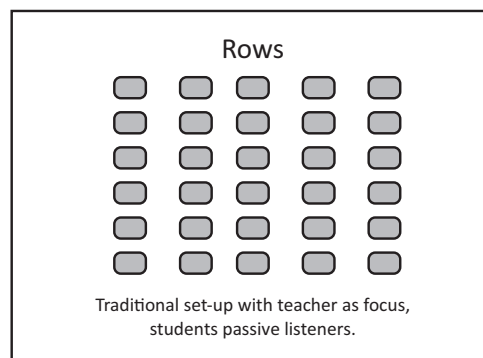 Rows
Traditional set-up with teacher as focus,
students passive listeners.